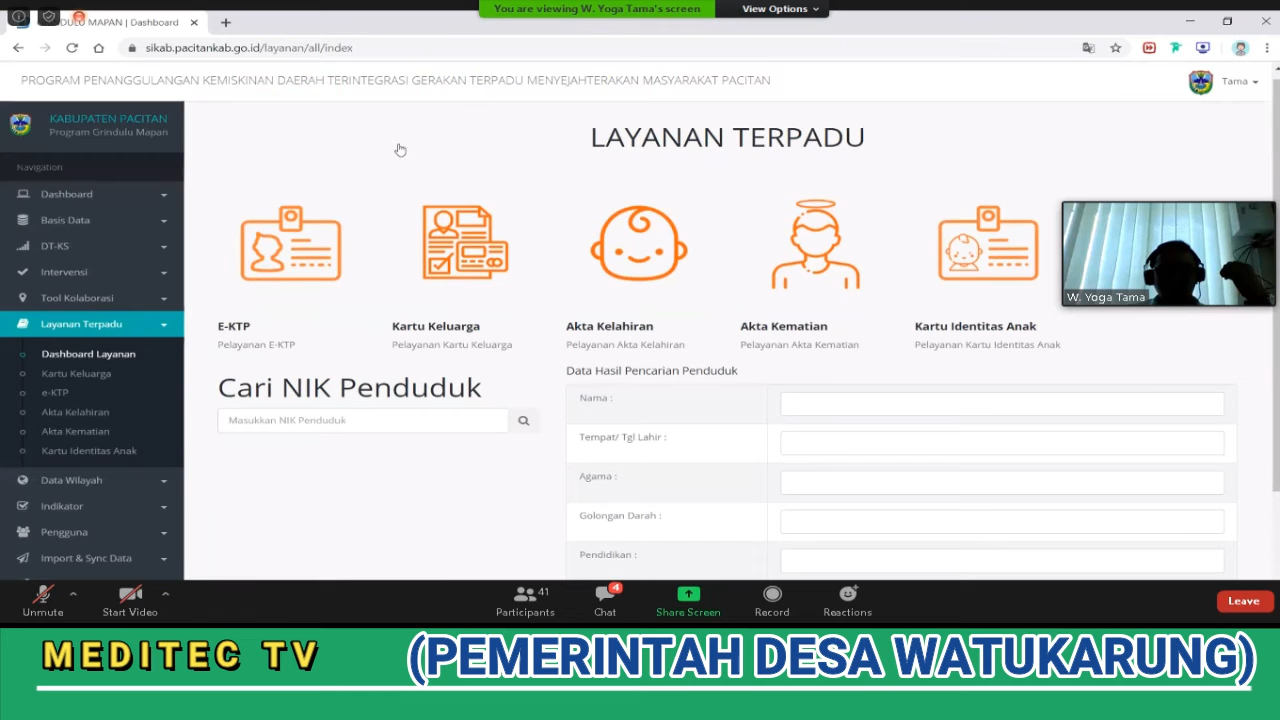 You are viewing W. Yoga Tama's screen
View Options
DULU MAPAN | Dashboard
sikab.pacitankab.go.id/layanan/all/index
PROGRAM PENANGGULANGAN KEMISKINAN DAERAH TERINTEGRASI GERAKAN TERPADU MENYEJAHTERAKAN MASYARAKAT PACITAN
Tama
KABUPATEN PACITAN
Program Grindulu Mapan
Navigation
Dashboard
Basis Data
DT-KS
Intervensi
Tool Kolaborasi
Layanan Terpadu
Dashboard Layanan
Kartu Keluarga
e-KTP
Akta Kelahiran
Akta Kematian
Kartu Identitas Anak
Data Wilayah
Indikator
Pengguna
Import & Sync Data
LAYANAN TERPADU
E-KTP
Pelayanan E-KTP
Kartu Keluarga
Pelayanan Kartu Keluarga
Akta Kelahiran
Pelayanan Akta Kelahiran
Akta Kematian
Pelayanan Akta Kematian
Kartu Identitas Anak
Pelayanan Kartu Identitas Anak
W. Yoga Tama
Cari NIK Penduduk
Masukkan NIK Penduduk
Data Hasil Pencarian Penduduk
Nama :
Tempat/ Tgl Lahir :
Agama :
Golongan Darah :
Pendidikan :
Unmute
Start Video
41
Participants
4
Chat
Share Screen
Record
Reactions
Leave
MEDITEC TV
(PEMERINTAH DESA WATUKARUNG)